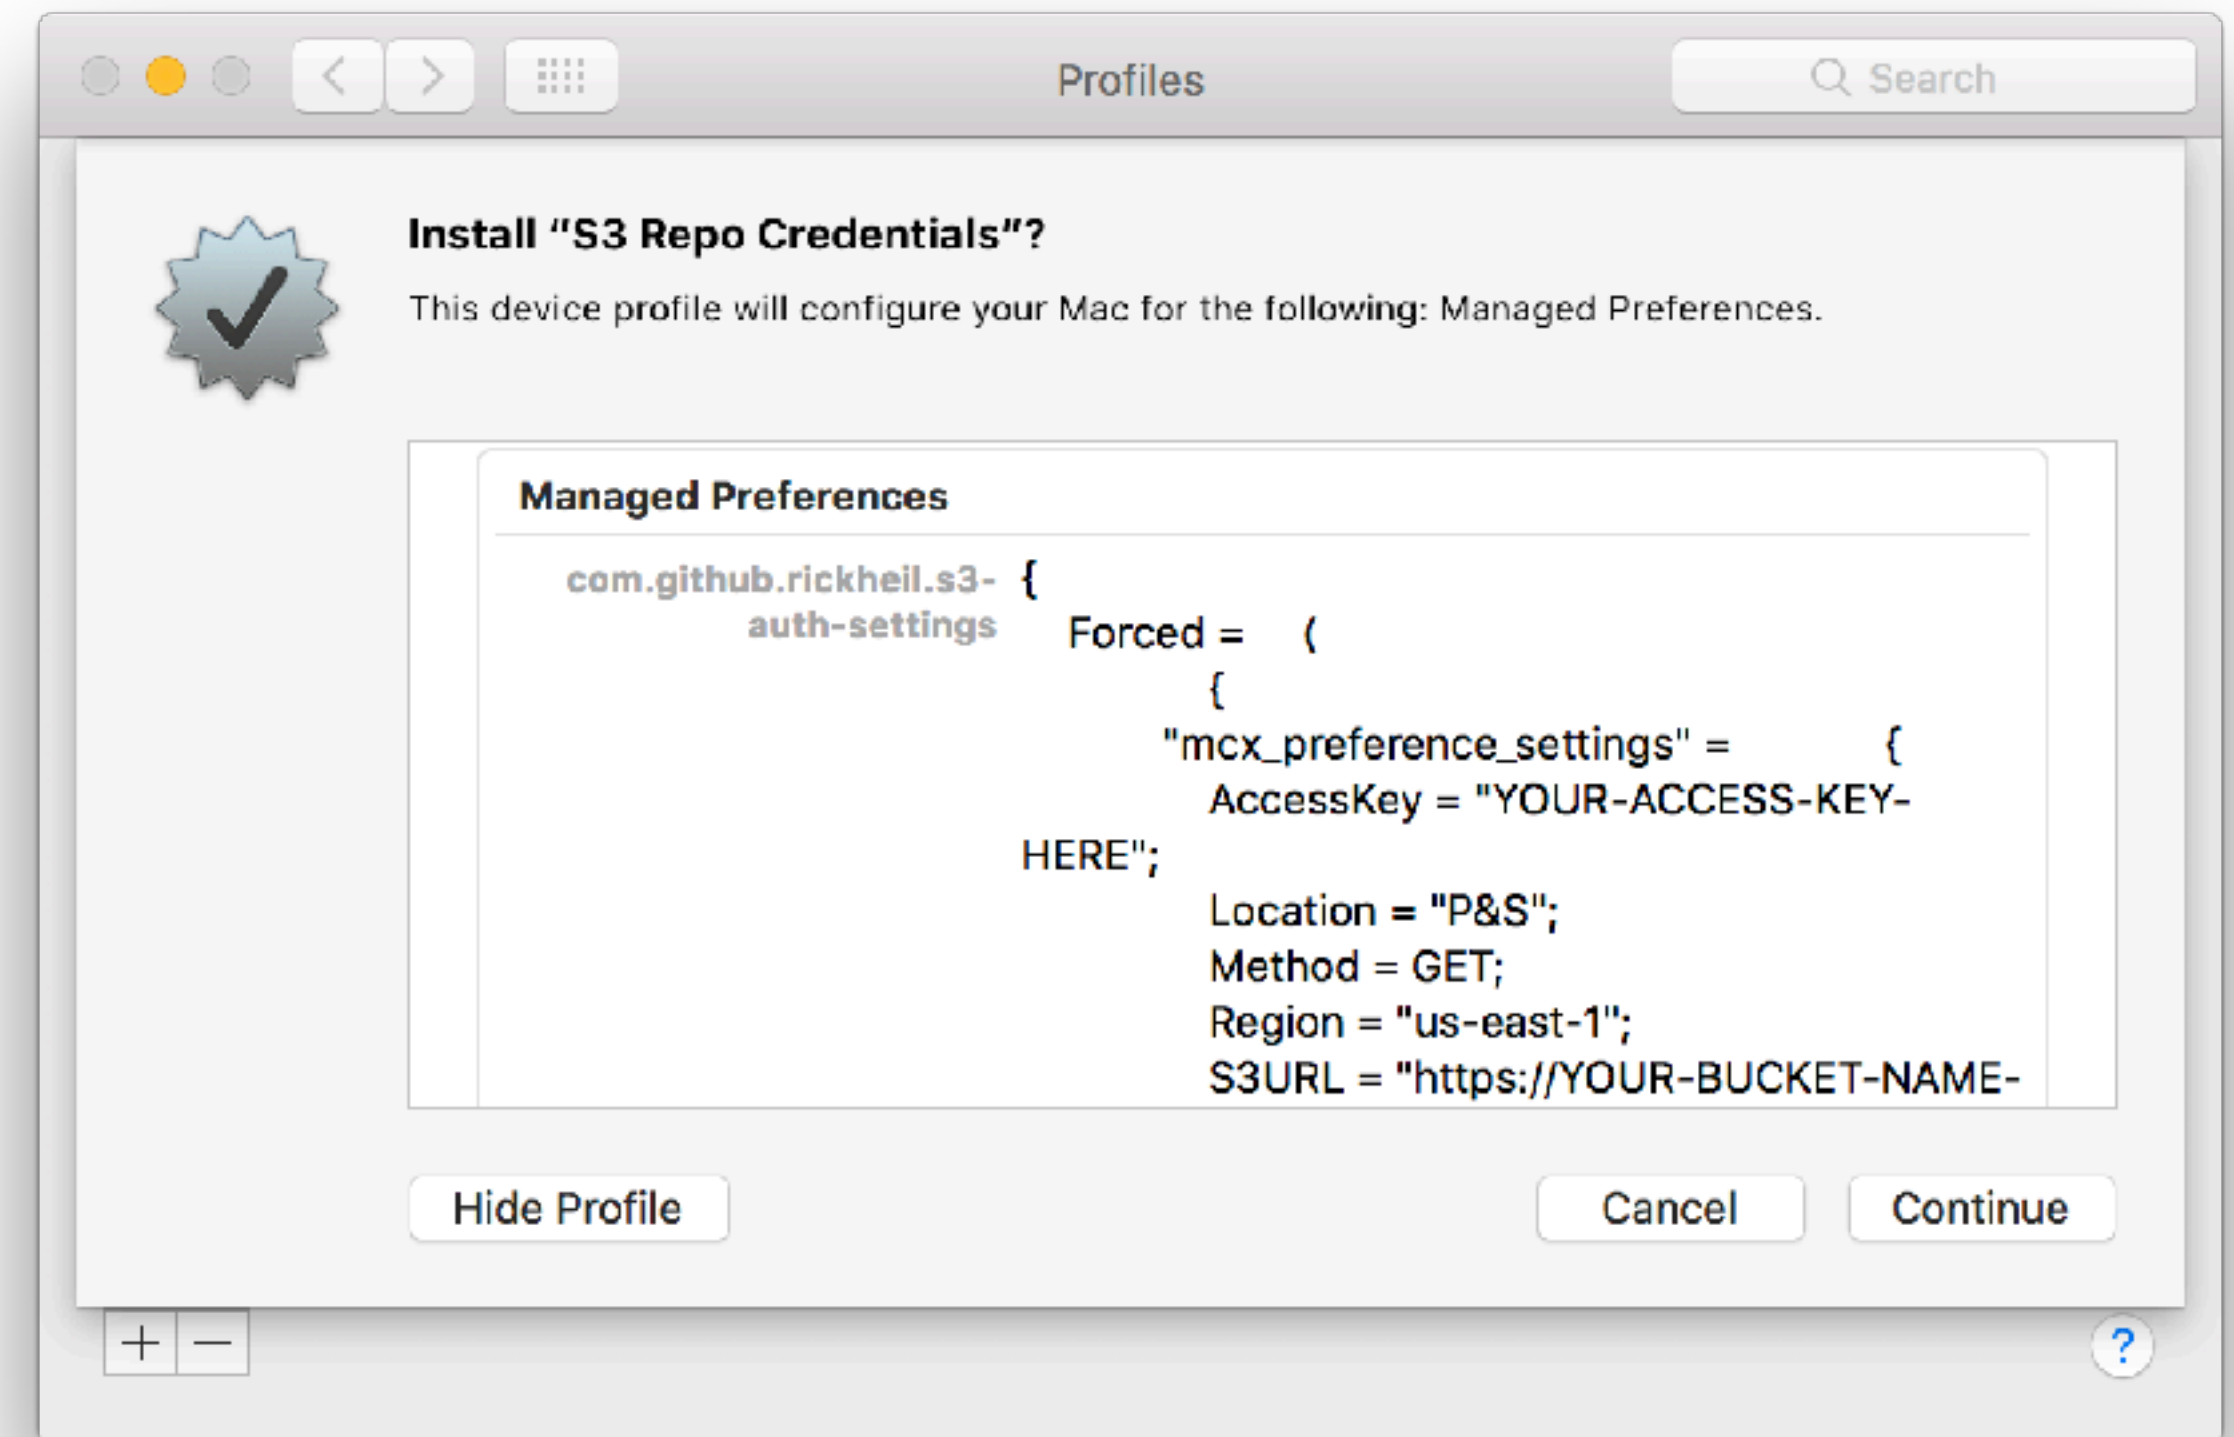 Profiles
Search
Install "S3 Repo Credentials"?
This device profile will configure your Mac for the following: Managed Preferences.
Managed Preferences
com.github.rickheil.s3-
auth-settings
{
Forced = (
{
"mcx_preference_settings" = {
AccessKey = "YOUR-ACCESS-KEY-
HERE";
Location = "P&S";
Method = GET;
Region = "us-east-1";
S3URL = "https://YOUR-BUCKET-NAME-
Hide Profile
Cancel
Continue
+
−
?